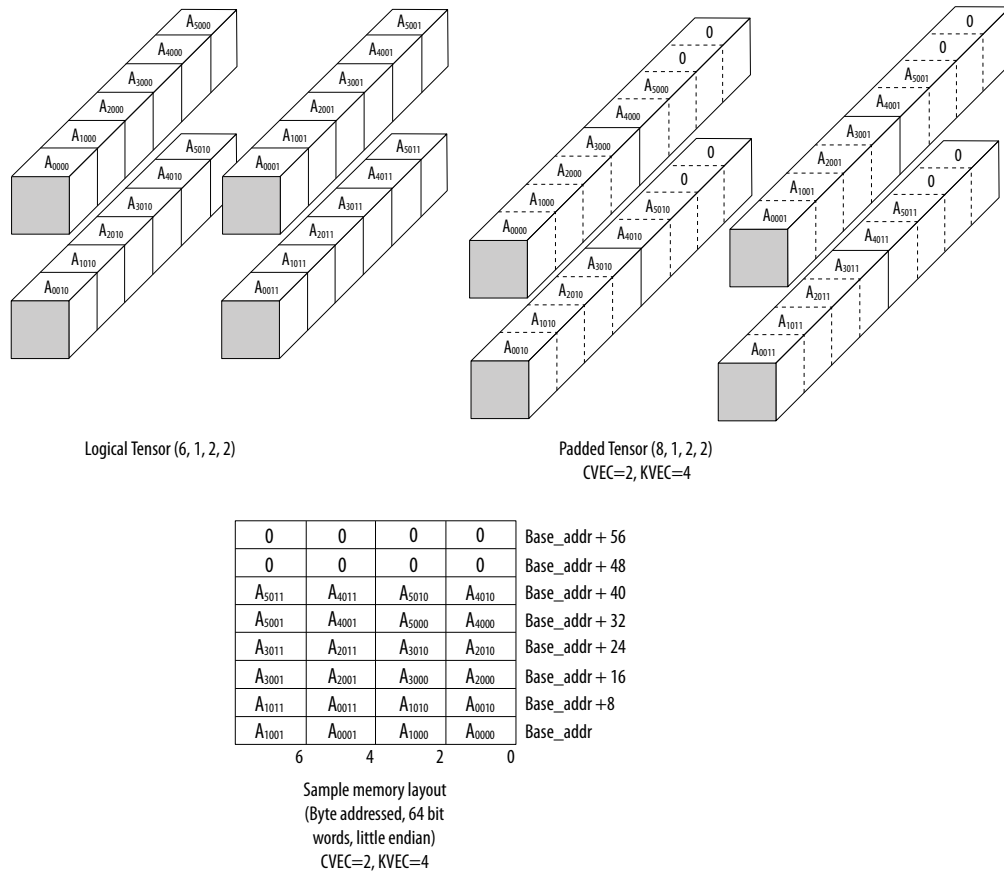 A5000
A4000
A3000
A2000
A1000
A0000
A5001
A4001
A3001
A2001
A1001
A0001
A5010
A4010
A3010
A2010
A1010
A0010
A5011
A4011
A3011
A2011
A1011
A0011
Logical Tensor (6, 1, 2, 2)
0
0
A5000
A4000
A3000
A2000
A1000
A0000
0
0
A5001
A4001
A3001
A2001
A1001
A0001
0
0
A5010
A4010
A3010
A2010
A1010
A0010
0
0
A5011
A4011
A3011
A2011
A1011
A0011
Padded Tensor (8, 1, 2, 2)
CVEC=2, KVEC=4
0 0 0 0 Base_addr + 56
0 0 0 0 Base_addr + 48
A5011 A4011 A5010 A4010 Base_addr + 40
A5001 A4001 A5000 A4000 Base_addr + 32
A3011 A2011 A3010 A2010 Base_addr + 24
A3001 A2001 A3000 A2000 Base_addr + 16
A1011 A0011 A1010 A0010 Base_addr +8
A1001 A0001 A1000 A0000 Base_addr
6 4 2 0
Sample memory layout
(Byte addressed, 64 bit
words, little endian)
CVEC=2, KVEC=4